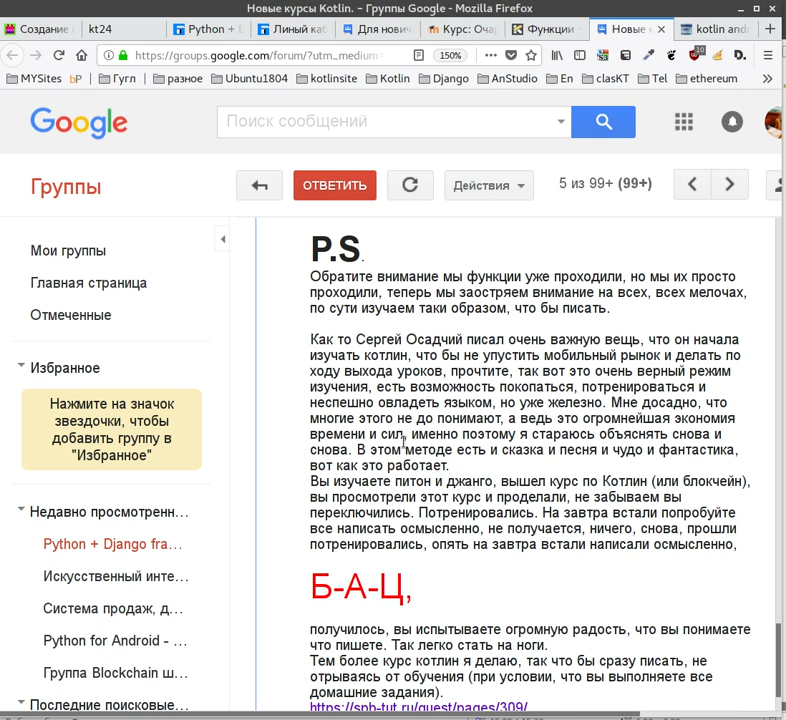 Новые курсы Kotlin. – Группы Google - Mozilla Firefox
Создание
kt24
Python + D
Линый каб
Для нович
Курс: Очар
Функции -
Новые к
kotlin andr
https://groups.google.com/forum/?utm_medium=
150%
MYSites
Гугл
разное
Ubuntu1804
kotlinsite
Kotlin
Django
AnStudio
En
clasKT
Tel
ethereum
Google
Поиск сообщений
Группы
ОТВЕТИТЬ
Действия
5 из 99+ (99+)
Мои группы
Главная страница
Отмеченные
Избранное
Нажмите на значок
звездочки, чтобы
добавить группу в
"Избранное"
Недавно просмотренн…
Python + Django fra…
Искусственный инте…
Система продаж, д…
Python for Android - …
Группа Blockchain ш…
Последние поисковые…
P.S.
Обратите внимание мы функции уже проходили, но мы их просто
проходили, теперь мы заостряем внимание на всех, всех мелочах,
по сути изучаем таки образом, что бы писать.
Как то Сергей Осадчий писал очень важную вещь, что он начала
изучать котлин, что бы не упустить мобильный рынок и делать по
ходу выхода уроков, прочтите, так вот это очень верный режим
изучения, есть возможность покопаться, потренироваться и
неспешно овладеть языком, но уже железно. Мне досадно, что
многие этого не до понимают, а ведь это огромнейшая экономия
времени и сил, именно поэтому я стараюсь объяснять снова и
снова. В этом методе есть и сказка и песня и чудо и фантастика,
вот как это работает.
Вы изучаете питон и джанго, вышел курс по Котлин (или блокчейн),
вы просмотрели этот курс и проделали, не забываем вы
переключились. Потренировались. На завтра встали попробуйте
все написать осмысленно, не получается, ничего, снова, прошли
потренировались, опять на завтра встали написали осмысленно,
Б-А-Ц,
получилось, вы испытываете огромную радость, что вы понимаете
что пишете. Так легко стать на ноги.
Тем более курс котлин я делаю, так что бы сразу писать, не
отрываясь от обучения (при условии, что вы выполняете все
домашние задания).
https://spb-tut.ru/quest/pages/309/